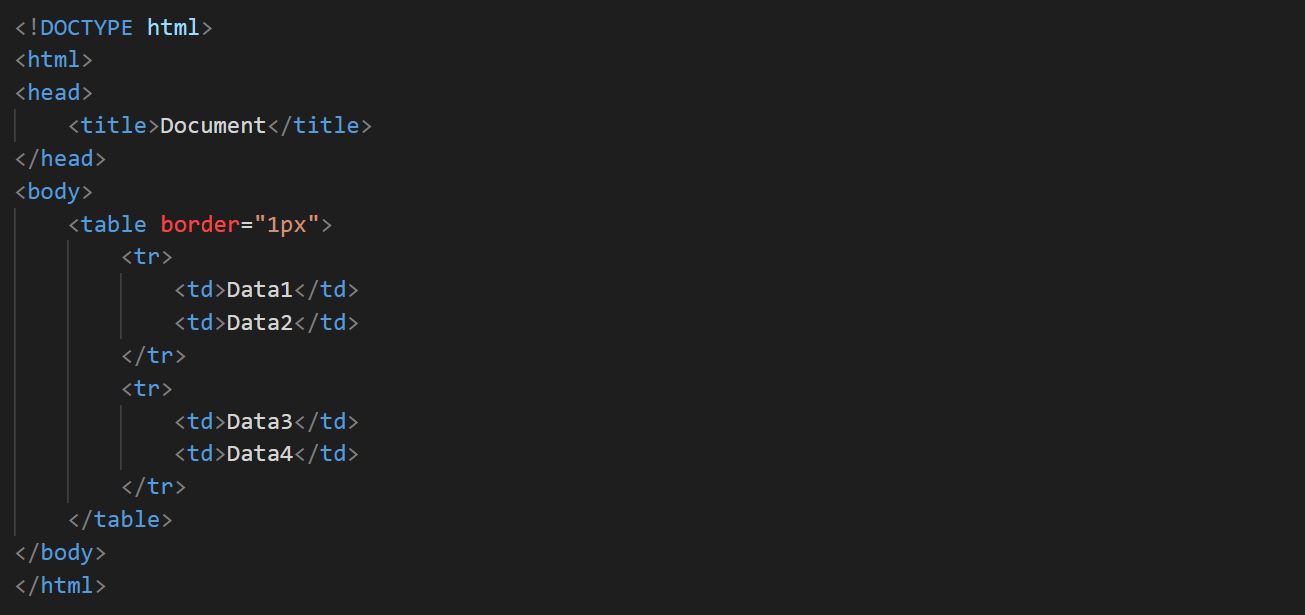 <!DOCTYPE html>
<html>
<head>
    <title>Document</title>
</head>
<body>
    <table border="1px">
        <tr>
            <td>Data1</td>
            <td>Data2</td>
        </tr>
        <tr>
            <td>Data3</td>
            <td>Data4</td>
        </tr>
    </table>
</body>
</html>